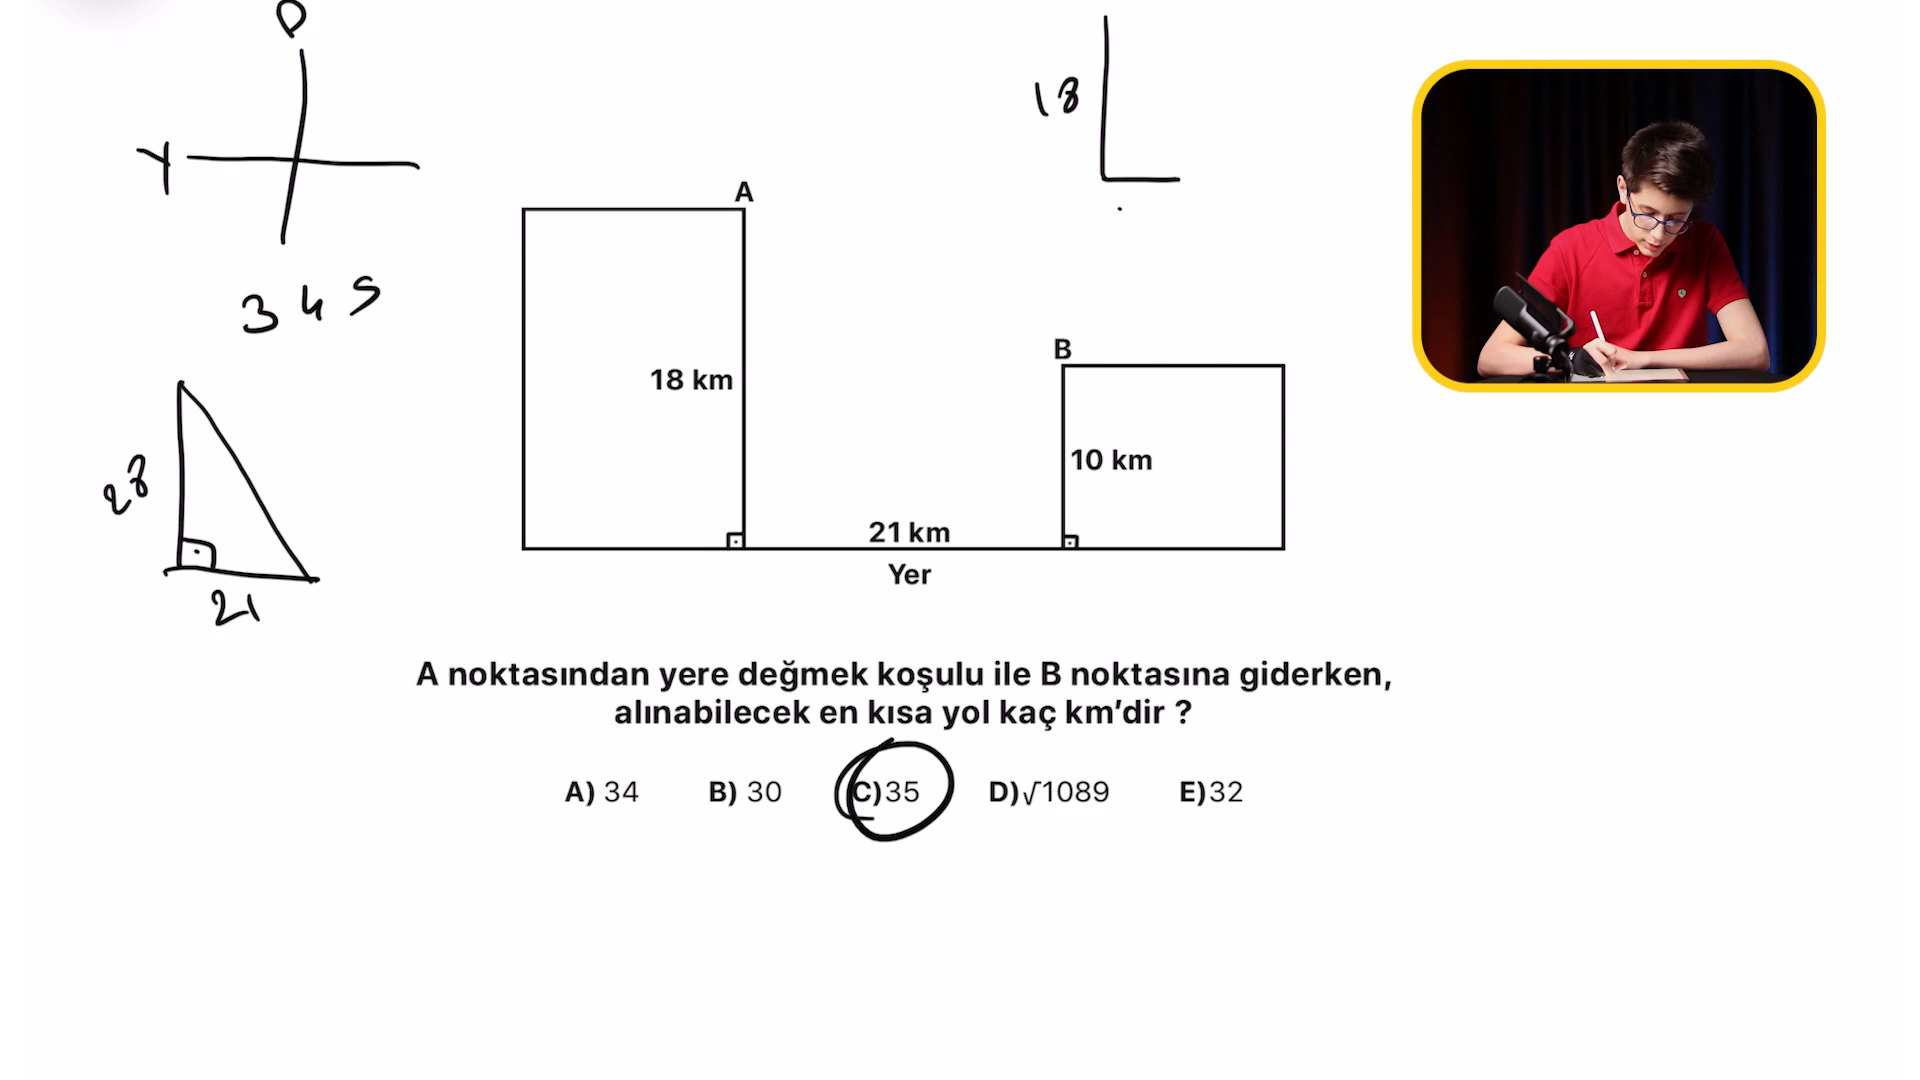 D
Y
3 4 5
28
21
18
A
18 km
B
10 km
21 km
Yer
A noktasından yere değmek koşulu ile B noktasına giderken,
alınabilecek en kısa yol kaç km'dir ?
A) 34 B) 30 C)35 D)√1089 E)32